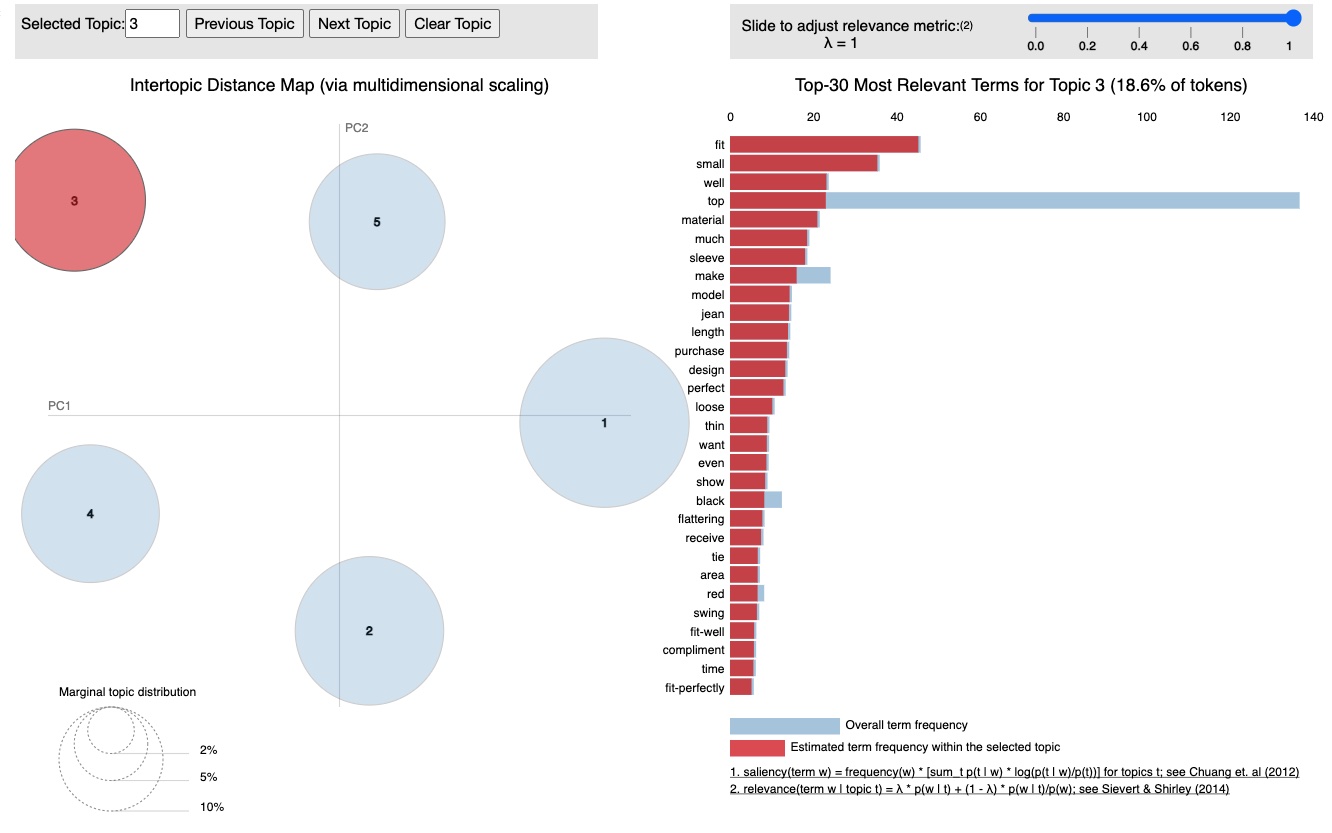 Selected Topic: 3 Previous Topic Next Topic Clear Topic
Slide to adjust relevance metric:(2)
λ = 1
0.0 0.2 0.4 0.6 0.8 1
Intertopic Distance Map (via multidimensional scaling)
PC2
PC1
3
5
1
4
2
Marginal topic distribution
2%
5%
10%
Top-30 Most Relevant Terms for Topic 3 (18.6% of tokens)
0 20 40 60 80 100 120 140
fit
small
well
top
material
much
sleeve
make
model
jean
length
purchase
design
perfect
loose
thin
want
even
show
black
flattering
receive
tie
area
red
swing
fit-well
compliment
time
fit-perfectly
Overall term frequency
Estimated term frequency within the selected topic
1. saliency(term w) = frequency(w) * [sum_t p(t | w) * log(p(t | w)/p(t))] for topics t; see Chuang et. al (2012)
2. relevance(term w | topic t) = λ * p(w | t) + (1 - λ) * p(w | t)/p(w); see Sievert & Shirley (2014)